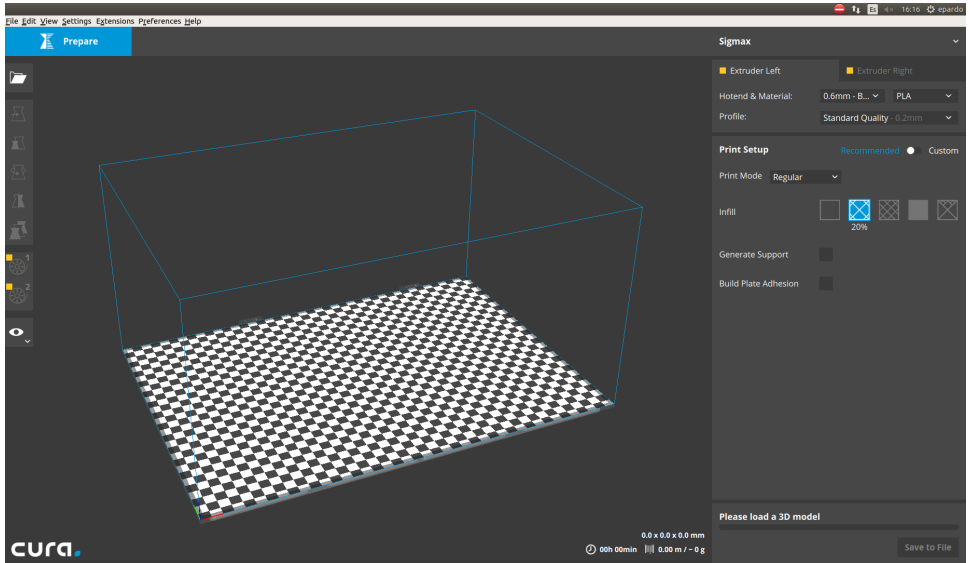 Es 16:16 epardo
File Edit View Settings Extensions Preferences Help
Prepare
Sigmax
Extruder Left Extruder Right
Hotend & Material: 0.6mm - B... PLA
Profile: Standard Quality - 0.2mm
Print Setup Recommended Custom
Print Mode Regular
Infill
20%
Generate Support
Build Plate Adhesion
1
2
Please load a 3D model
0.0 x 0.0 x 0.0 mm
00h 00min 0.00 m / ~ 0 g
Save to File
cura.